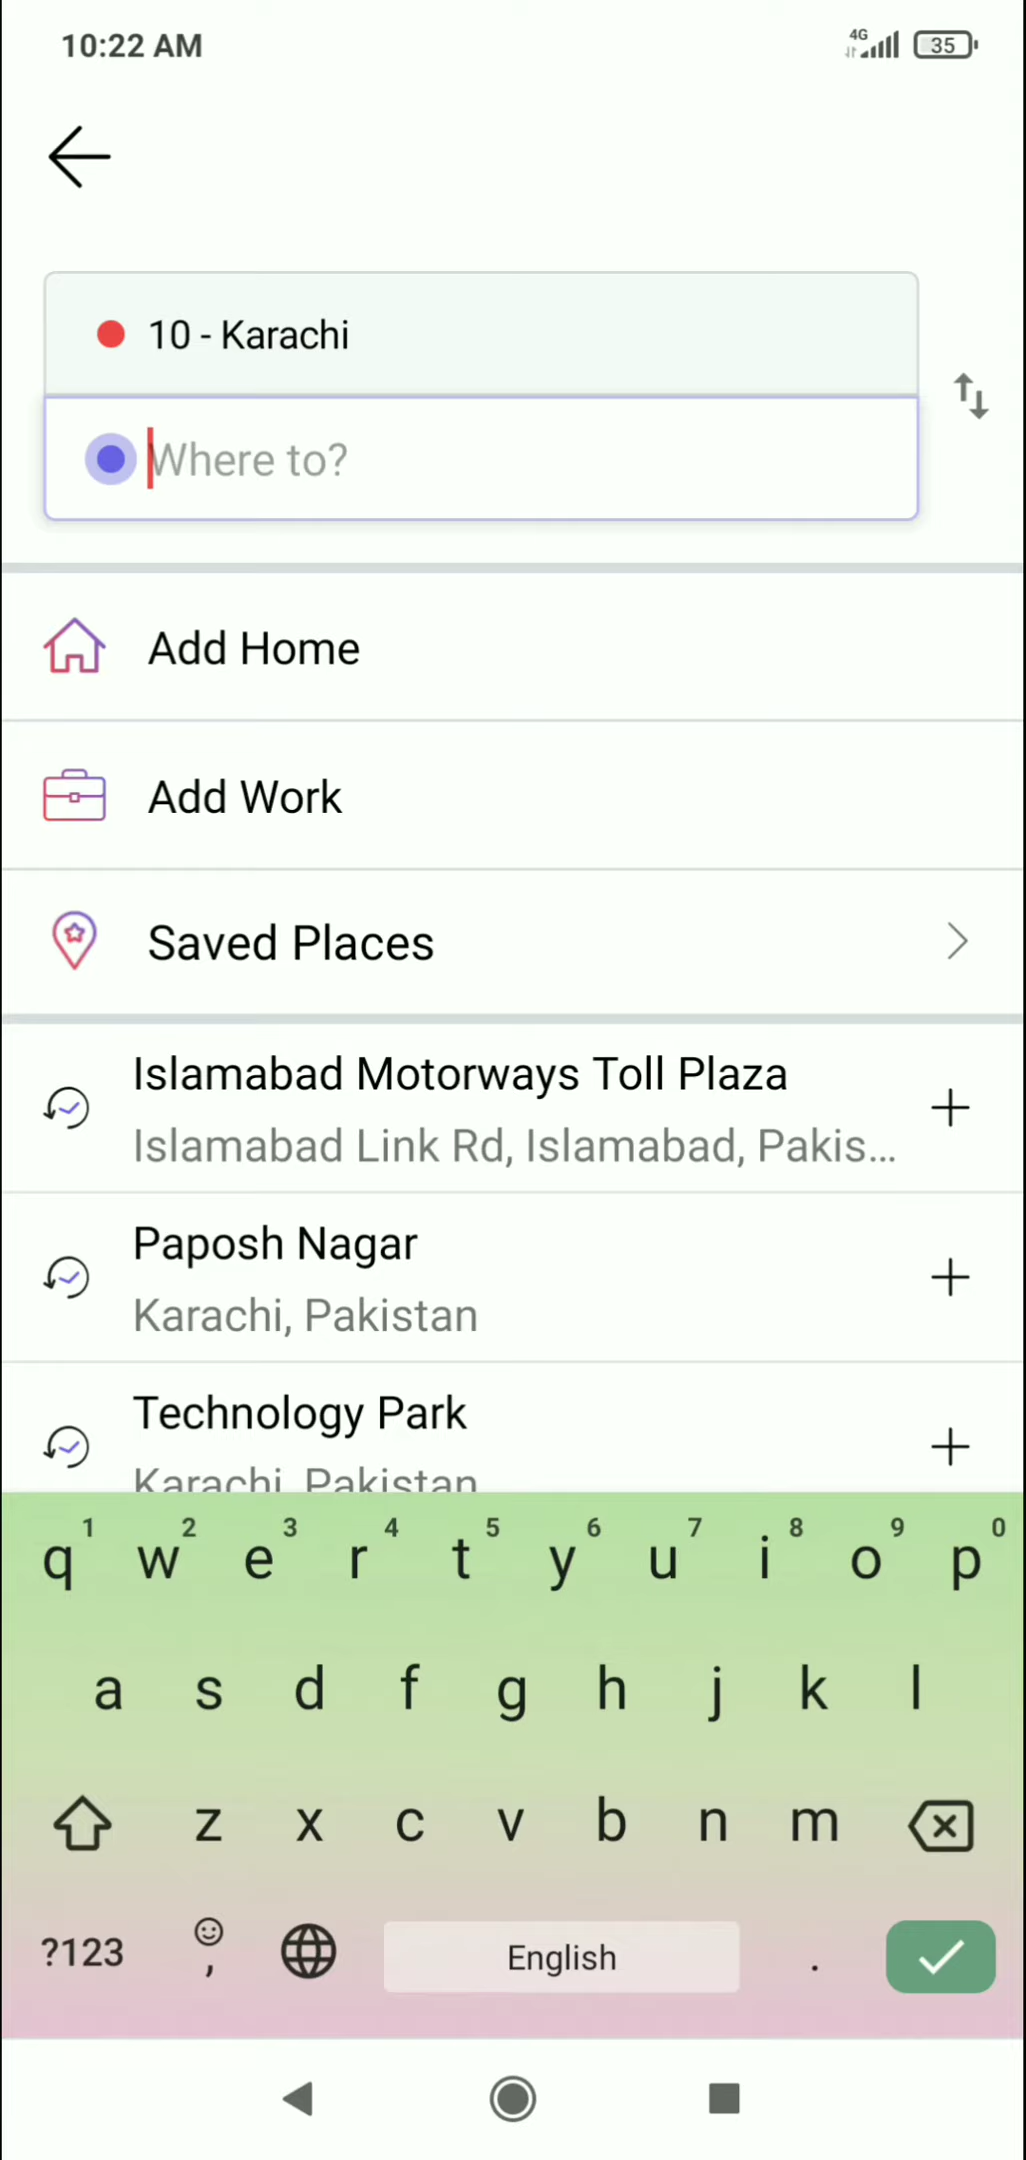 10:22 AM
4G
35
10 - Karachi
Where to?
Add Home
Add Work
Saved Places
Islamabad Motorways Toll Plaza
Islamabad Link Rd, Islamabad, Pakis...
Paposh Nagar
Karachi, Pakistan
Technology Park
Karachi, Pakistan
1 2 3 4 5 6 7 8 9 0
q w e r t y u i o p
a s d f g h j k l
z x c v b n m
?123 , English .